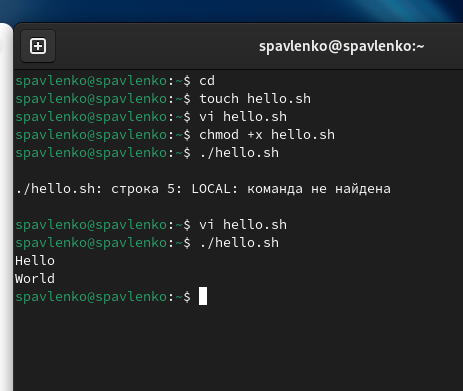 spavlenko@spavlenko:~
spavlenko@spavlenko:~$ cd
spavlenko@spavlenko:~$ touch hello.sh
spavlenko@spavlenko:~$ vi hello.sh
spavlenko@spavlenko:~$ chmod +x hello.sh
spavlenko@spavlenko:~$ ./hello.sh
./hello.sh: строка 5: LOCAL: команда не найдена
spavlenko@spavlenko:~$ vi hello.sh
spavlenko@spavlenko:~$ ./hello.sh
Hello
World
spavlenko@spavlenko:~$